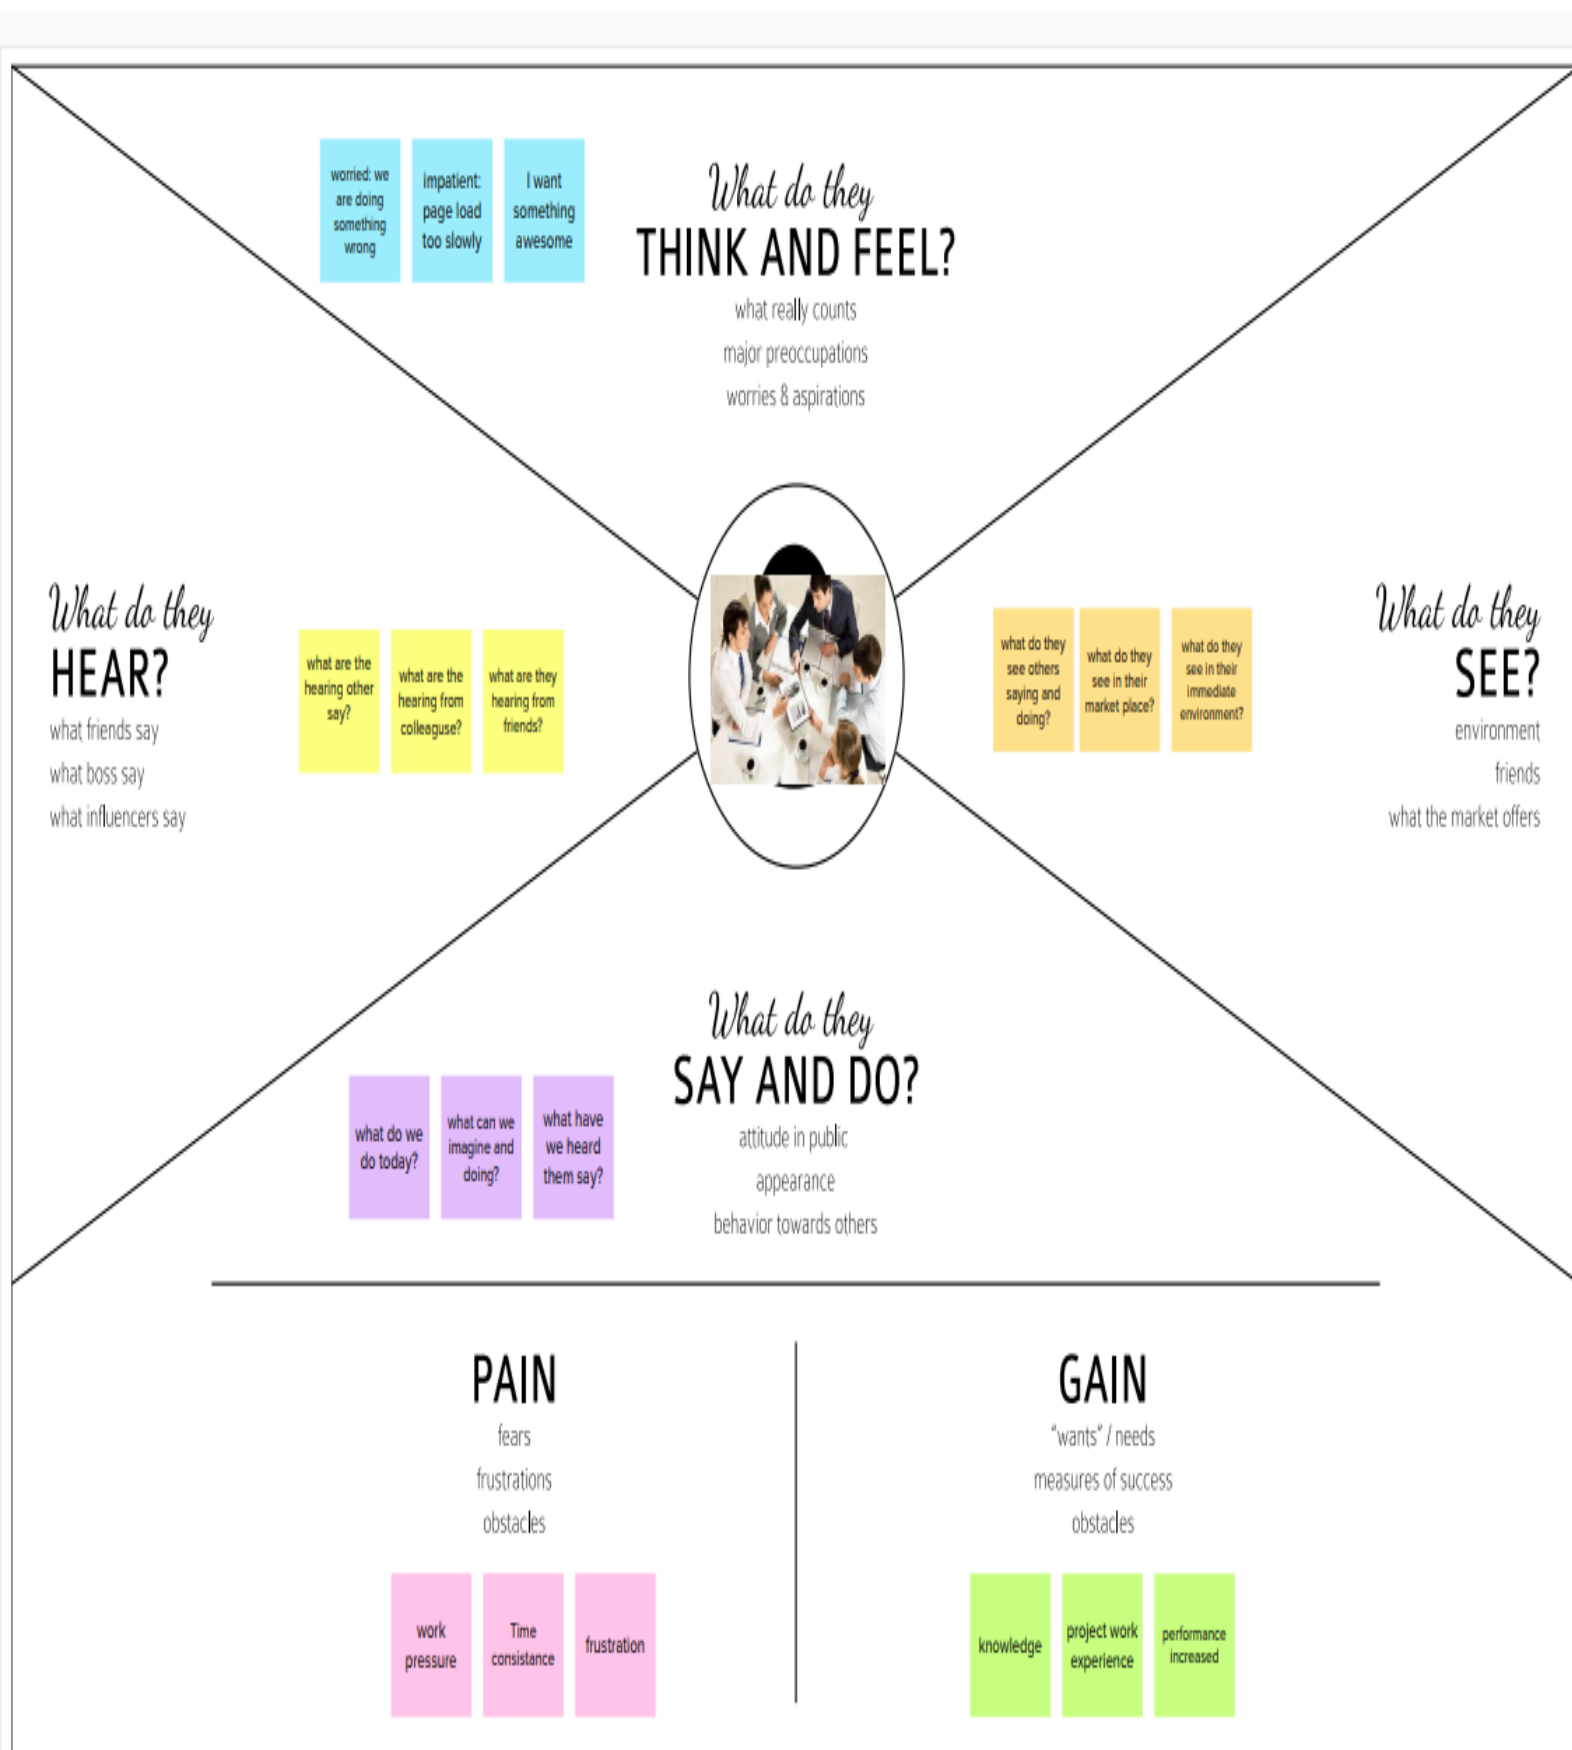 worried: we
are doing
something
wrong
impatient:
page load
too slowly
I want
something
awesome
What do they
THINK AND FEEL?
what really counts
major preoccupations
worries & aspirations
What do they
HEAR?
what friends say
what boss say
what influencers say
what are the
hearing other
say?
what are the
hearing from
colleaguse?
what are they
hearing from
friends?
what do they
see others
saying and
doing?
what do they
see in their
market place?
what do they
see in their
immediate
environment?
What do they
SEE?
environment
friends
what the market offers
What do they
SAY AND DO?
attitude in public
appearance
behavior towards others
what do we
do today?
what can we
imagine and
doing?
what have
we heard
them say?
PAIN
fears
frustrations
obstacles
work
pressure
Time
consistance
frustration
GAIN
"wants" / needs
measures of success
obstacles
knowledge
project work
experience
performance
increased